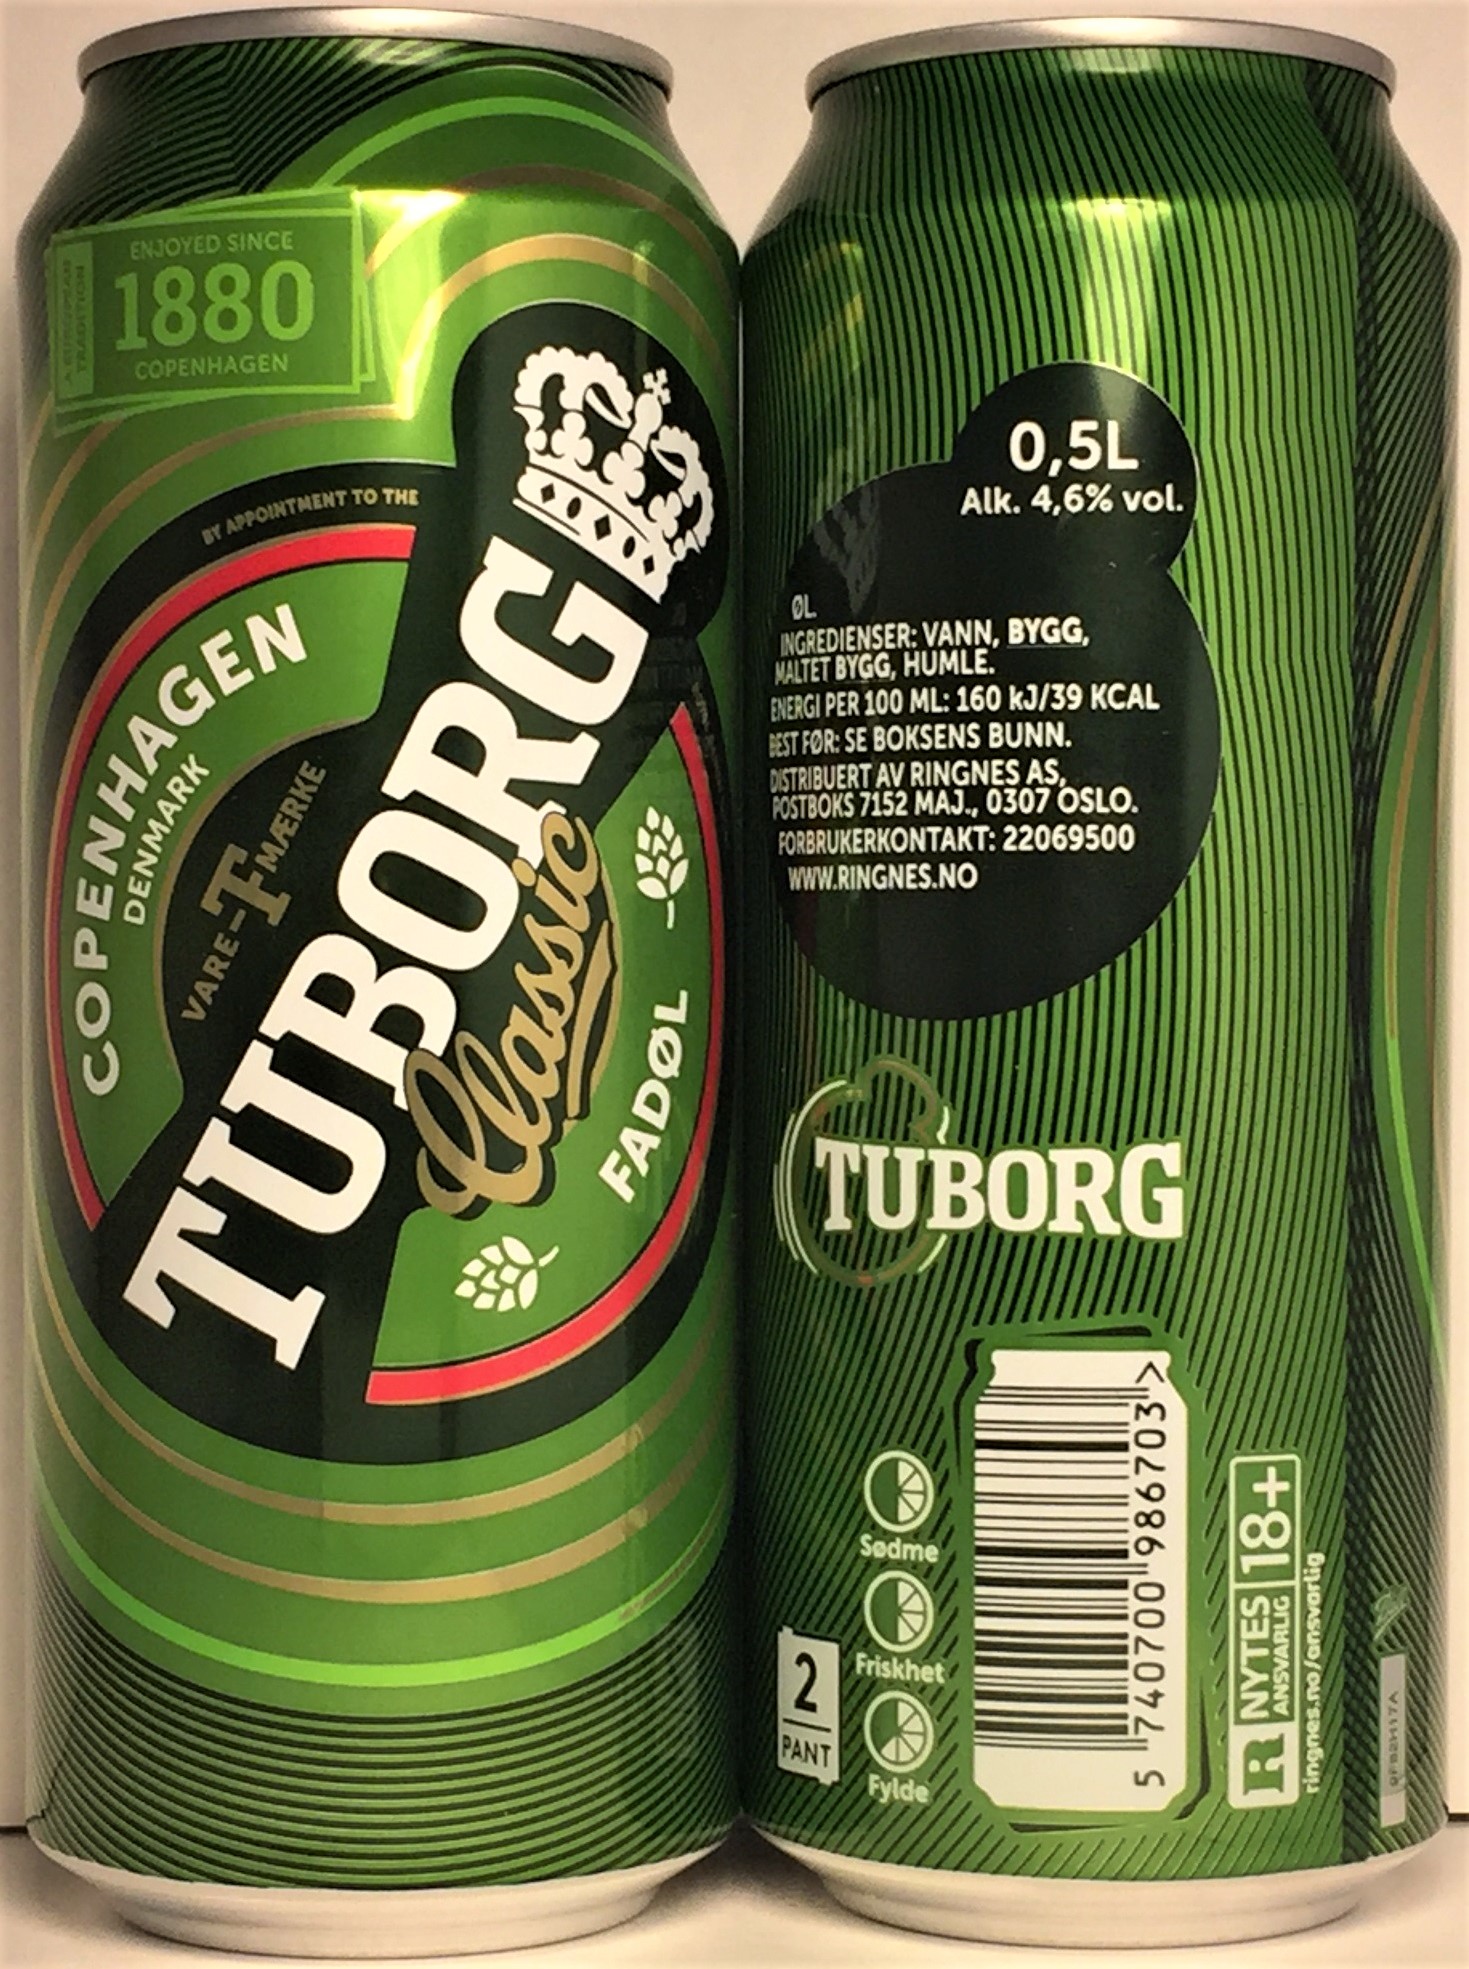 ENJOYED SINCE
1880
COPENHAGEN
A EUROPEAN
TRADITION
BY APPOINTMENT TO THE
COPENHAGEN
DENMARK
VARE-T MÆRKE
TUBORG
Classic
FADØL
0,5L
Alk. 4,6% vol.
ØL.
INGREDIENSER: VANN, BYGG,
MALTET BYGG, HUMLE.
ENERGI PER 100 ML: 160 kJ/39 KCAL
BEST FØR: SE BOKSENS BUNN.
DISTRIBUERT AV RINGNES AS,
POSTBOKS 7152 MAJ., 0307 OSLO.
FORBRUKERKONTAKT: 22069500
WWW.RINGNES.NO
TUBORG
Sødme
Friskhet
Fylde
2
PANT
5 740700 986703 >
R NYTES ANSVARLIG 18+
ringnes.no/ansvarlig